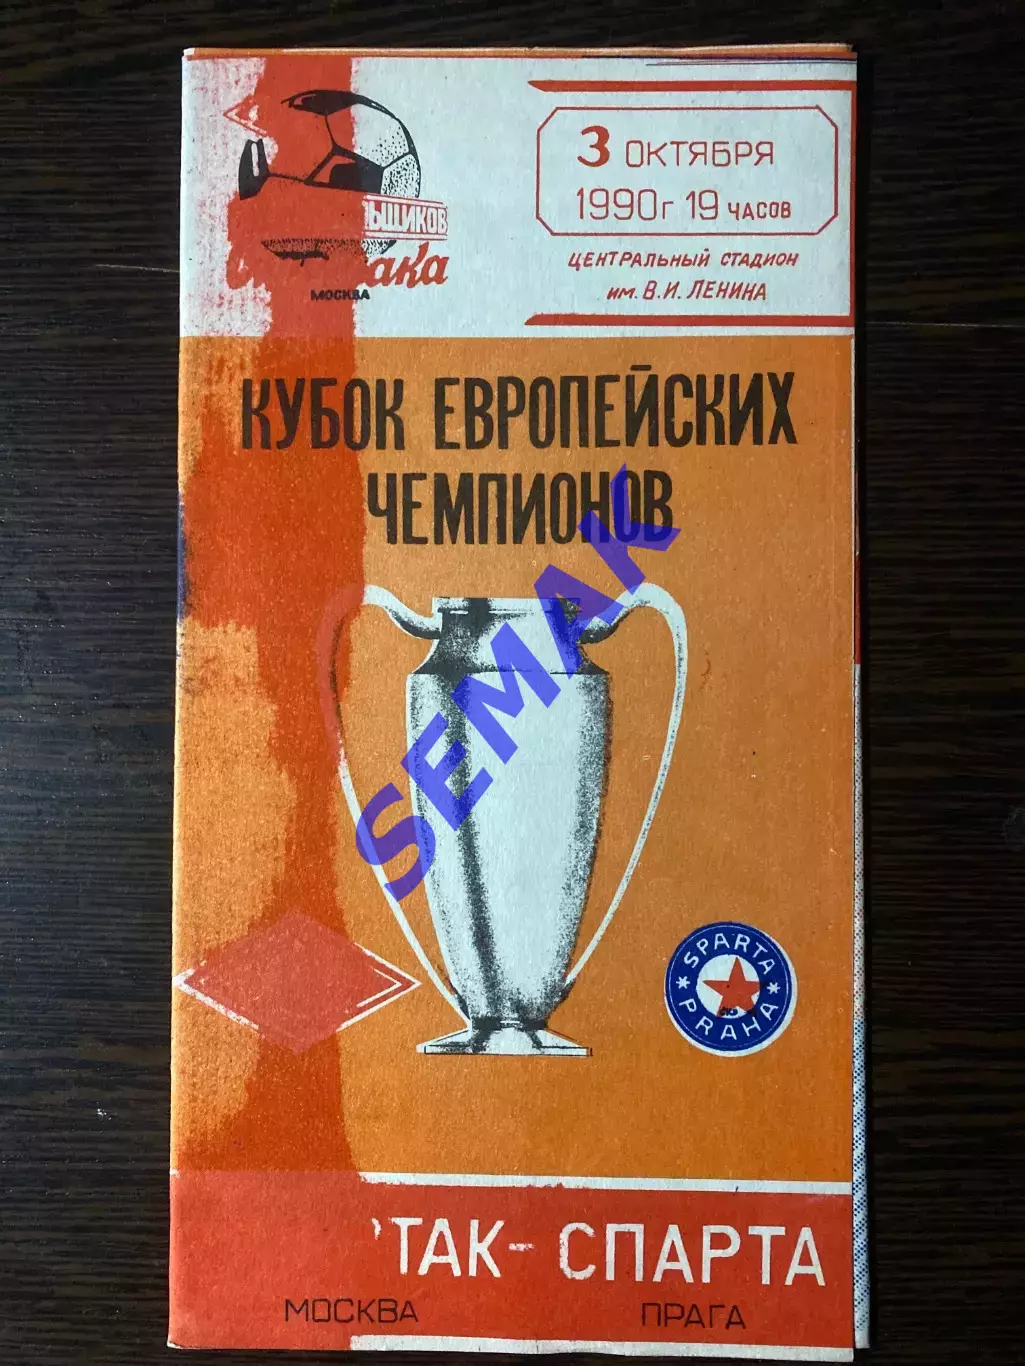 3 ОКТЯБРЯ
1990г 19 ЧАСОВ
ЦЕНТРАЛЬНЫЙ СТАДИОН
им. В.И. ЛЕНИНА
МОСКВА
КУБОК ЕВРОПЕЙСКИХ
ЧЕМПИОНОВ
SEMAK
SPARTA
PRAHA
ТАК - СПАРТА
МОСКВА ПРАГА